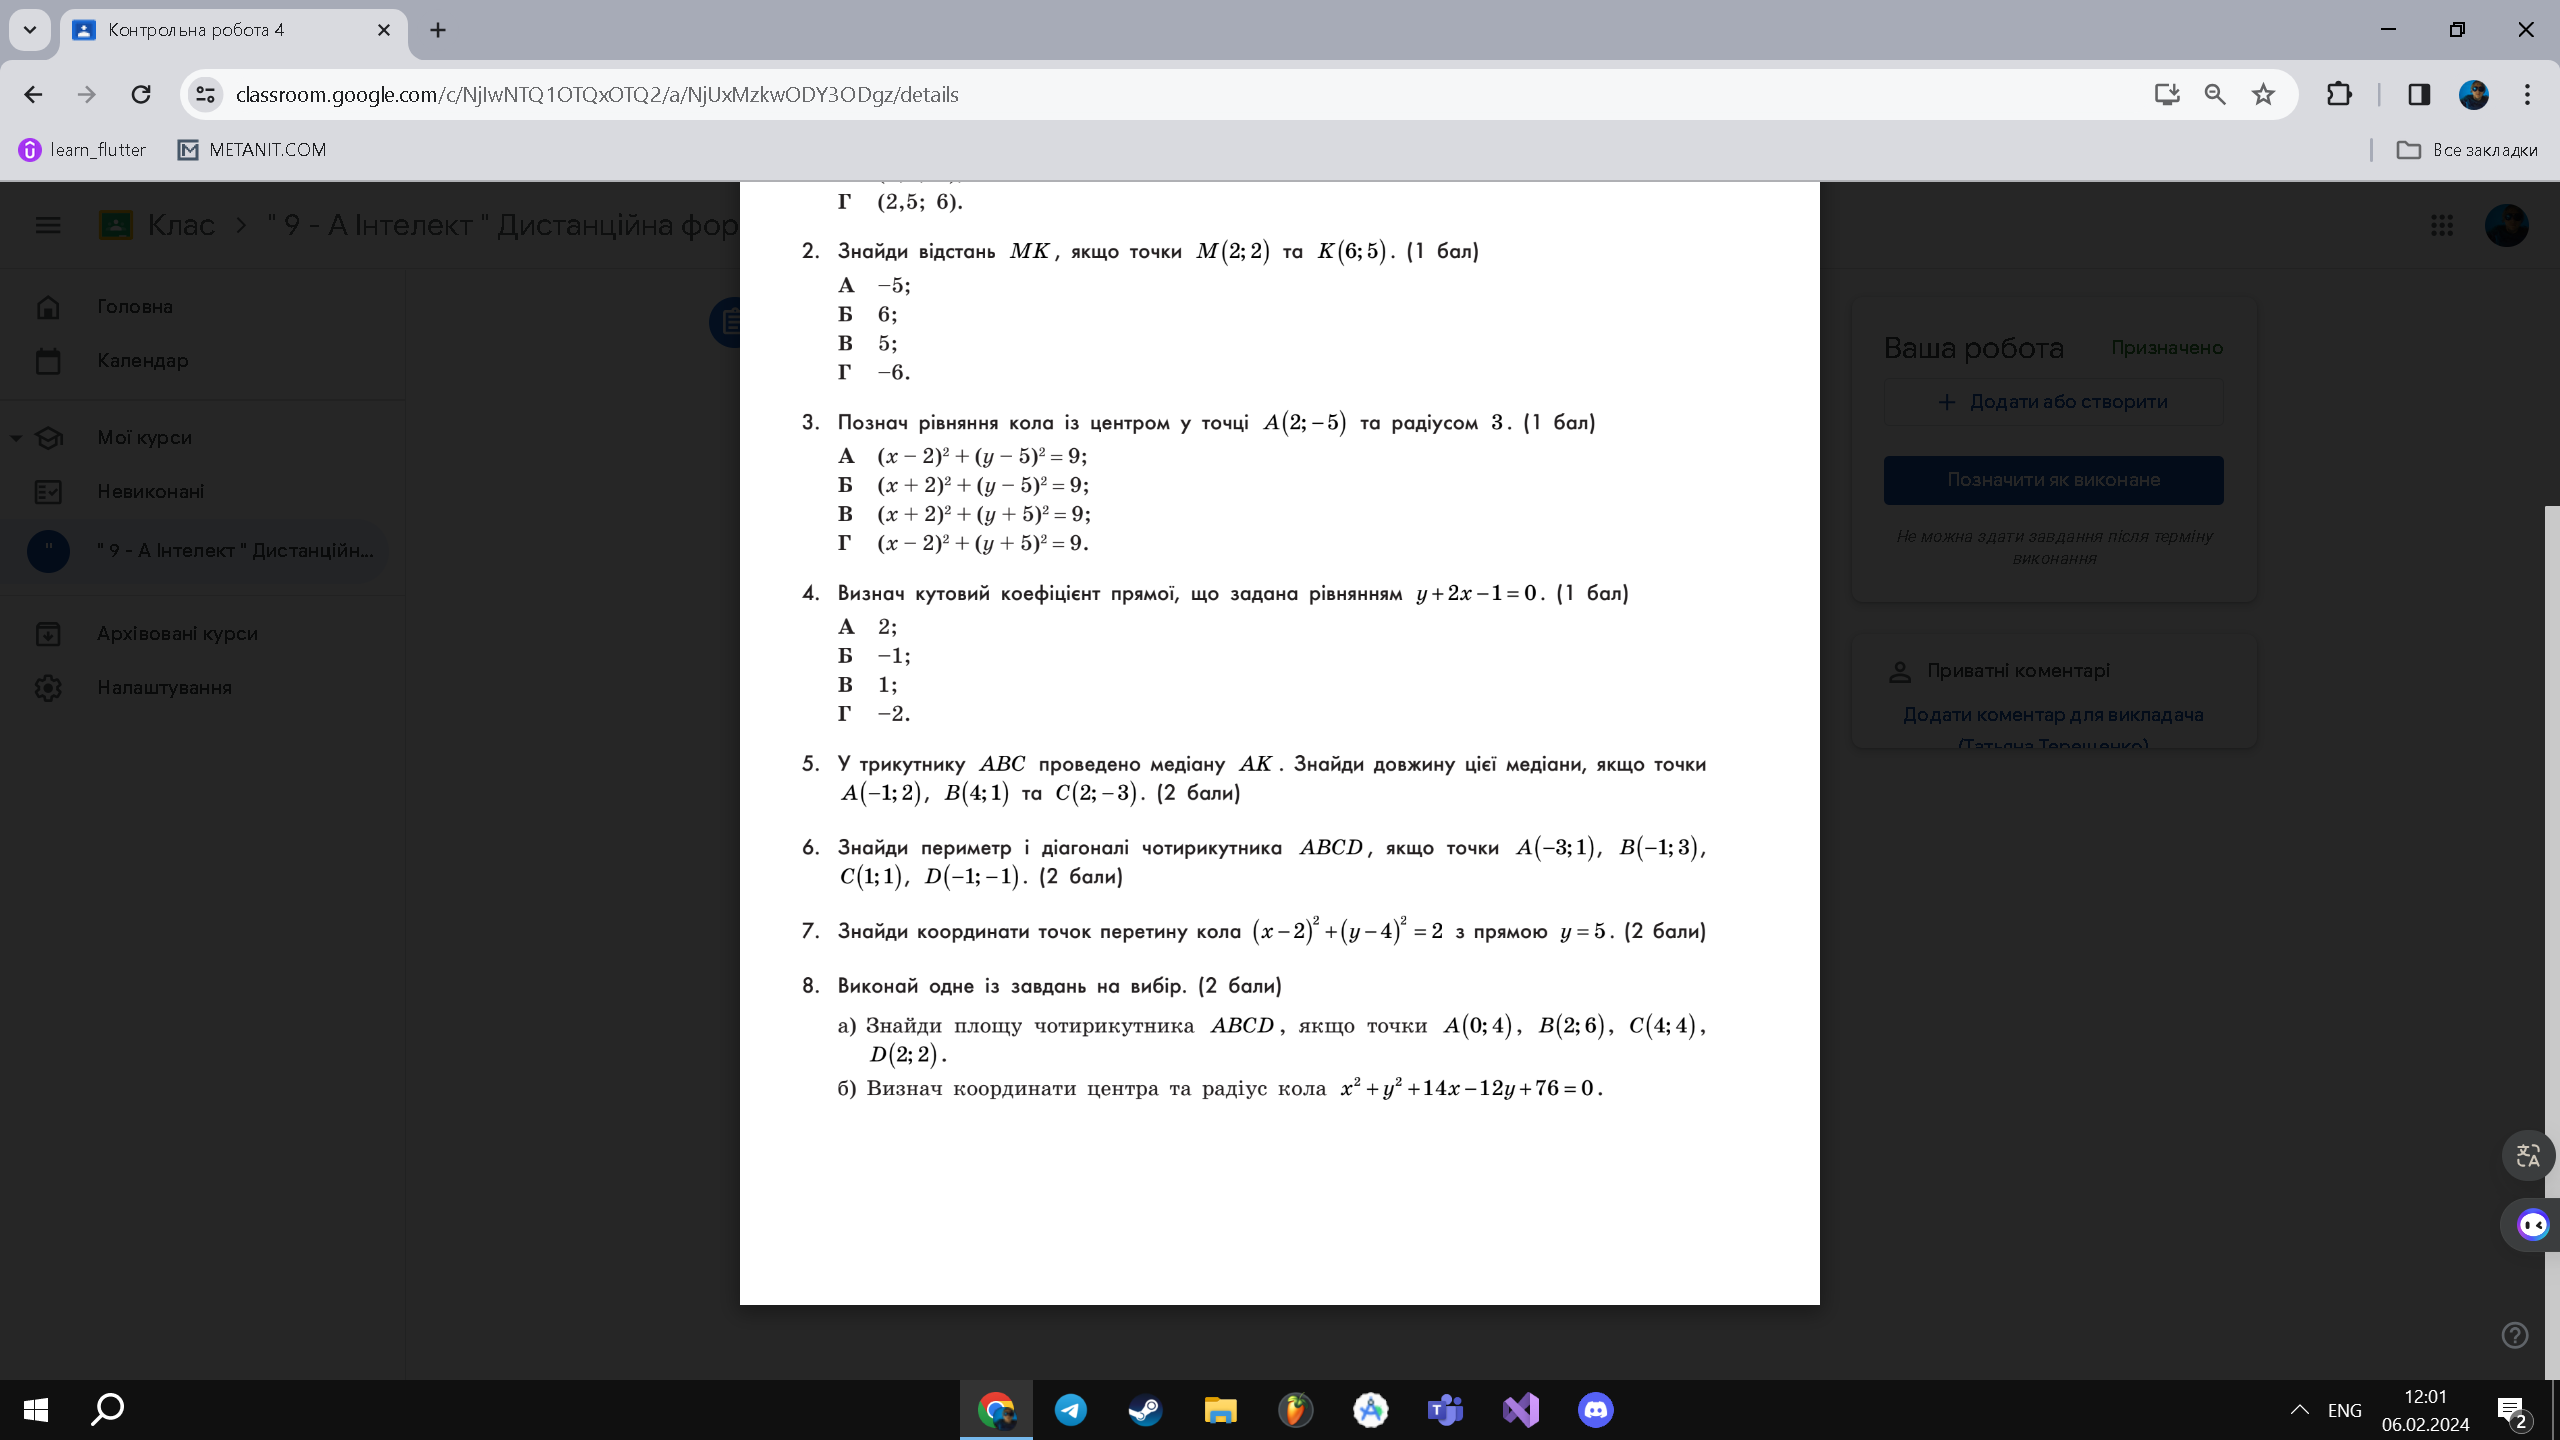 Контрольна робота 4
classroom.google.com/c/NjIwNTQ1OTQxOTQ2/a/NjUxMzkwODY3ODgz/details
learn_flutter
METANIT.COM
Все закладки
Клас
" 9 - А Інтелект " Дистанційна фор
Головна
Календар
Мої курси
Невиконані
"
" 9 - А Інтелект " Дистанційн...
Архівовані курси
Налаштування
Г (2,5; 6).
2. Знайди відстань MK, якщо точки M(2; 2) та K(6; 5). (1 бал)
А −5;
Б 6;
В 5;
Г −6.
3. Познач рівняння кола із центром у точці A(2; −5) та радіусом 3. (1 бал)
А (x − 2)² + (y − 5)² = 9;
Б (x + 2)² + (y − 5)² = 9;
В (x + 2)² + (y + 5)² = 9;
Г (x − 2)² + (y + 5)² = 9.
4. Визнач кутовий коефіцієнт прямої, що задана рівнянням y + 2x − 1 = 0. (1 бал)
А 2;
Б −1;
В 1;
Г −2.
5. У трикутнику ABC проведено медіану AK. Знайди довжину цієї медіани, якщо точки
A(−1; 2), B(4; 1) та C(2; −3). (2 бали)
6. Знайди периметр і діагоналі чотирикутника ABCD, якщо точки A(−3; 1), B(−1; 3),
C(1; 1), D(−1; −1). (2 бали)
7. Знайди координати точок перетину кола (x − 2)² + (y − 4)² = 2 з прямою y = 5. (2 бали)
8. Виконай одне із завдань на вибір. (2 бали)
а) Знайди площу чотирикутника ABCD, якщо точки A(0; 4), B(2; 6), C(4; 4),
D(2; 2).
б) Визнач координати центра та радіус кола x² + y² + 14x − 12y + 76 = 0.
Ваша робота Призначено
+ Додати або створити
Позначити як виконане
Не можна здати завдання після терміну
виконання
Приватні коментарі
Додати коментар для викладача
(Татьяна Терещенко)
ENG
12:01
06.02.2024
2